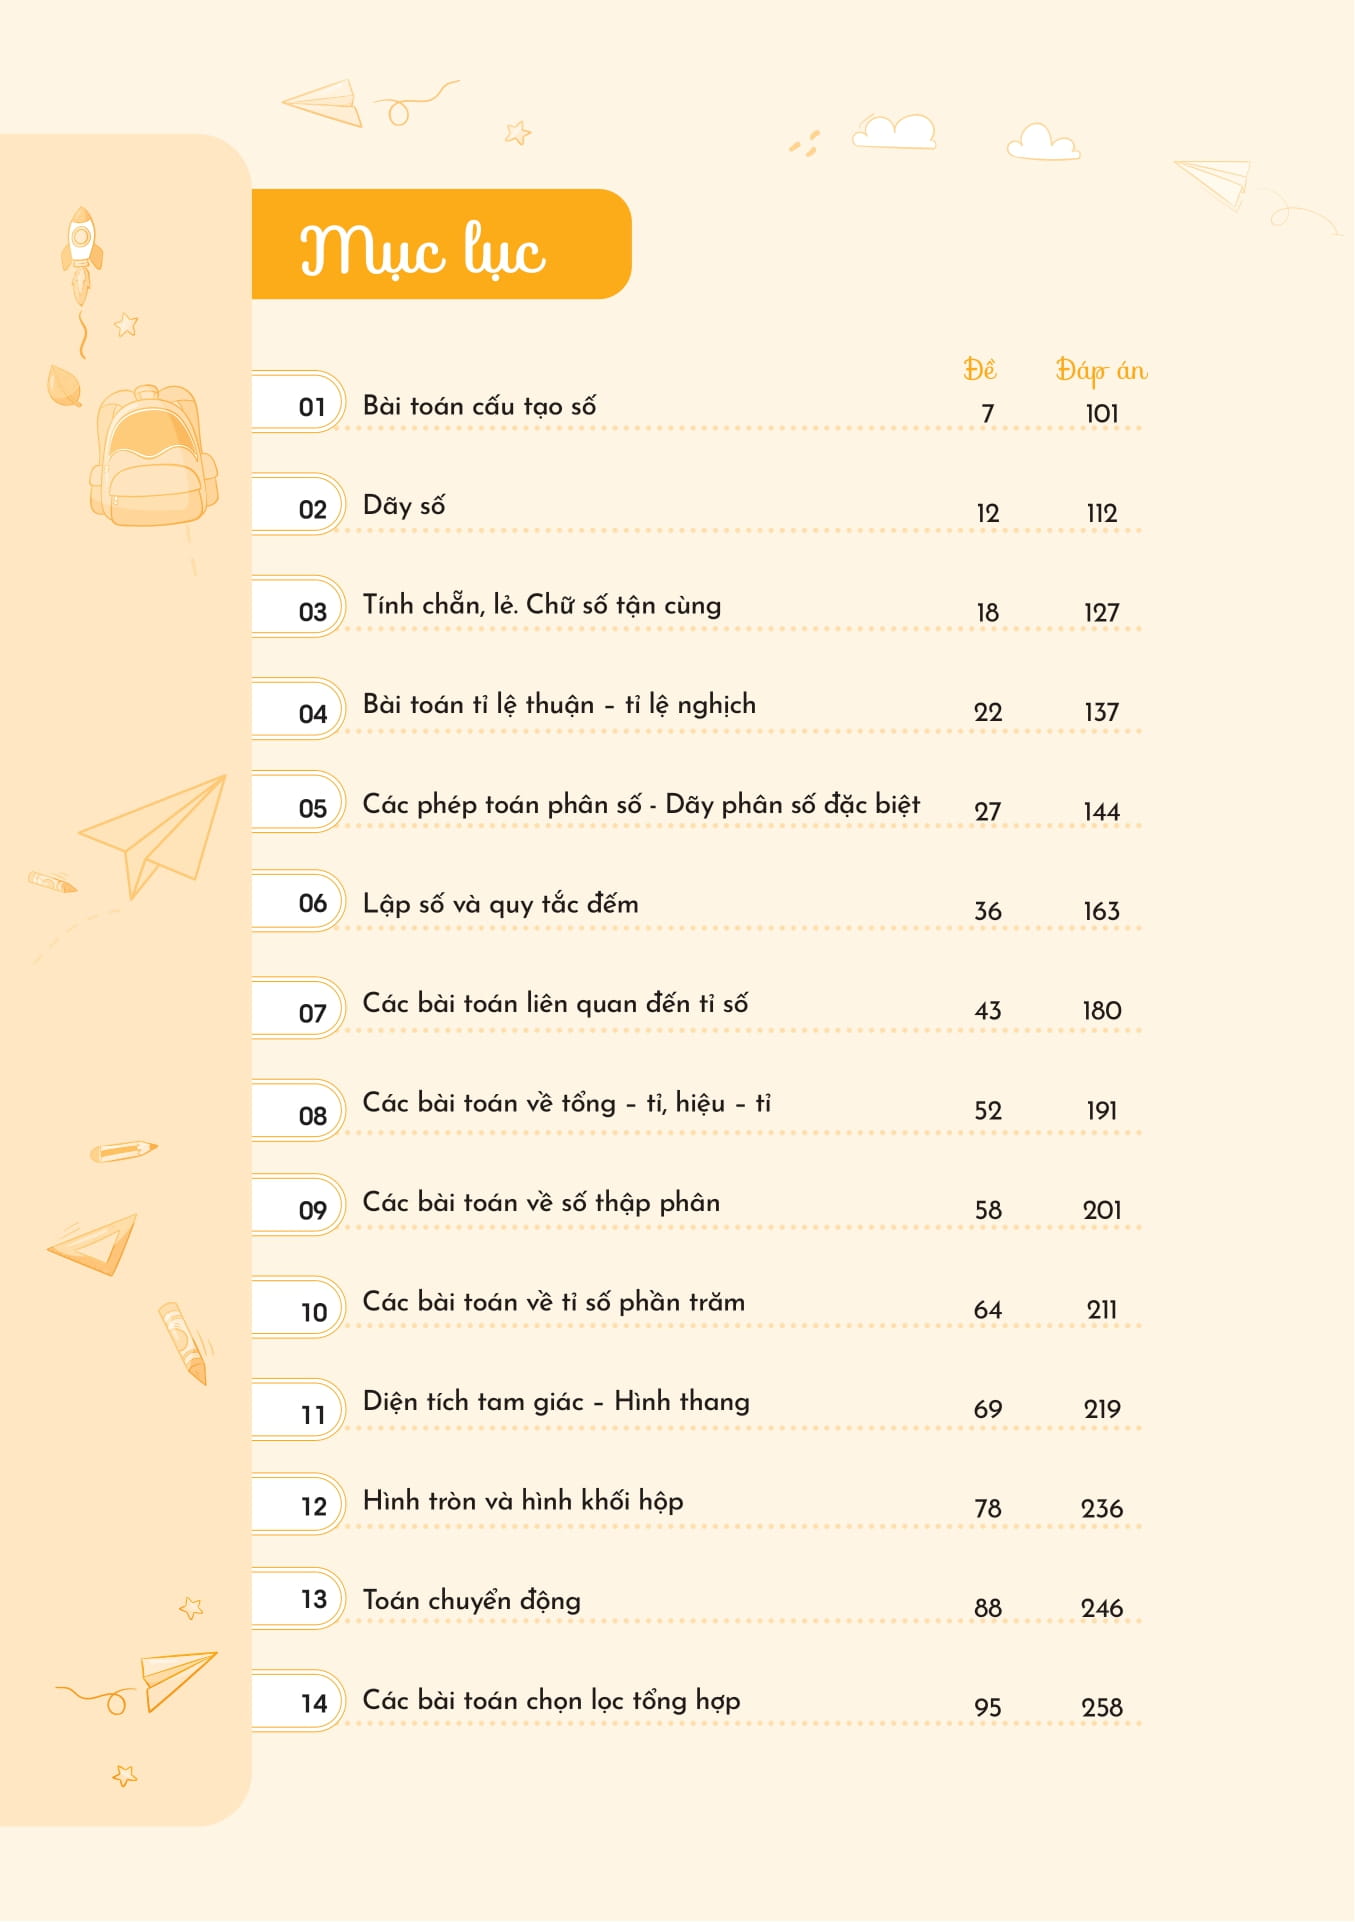 Mục lục
Đề Đáp án
01 Bài toán cấu tạo số 7 101
02 Dãy số 12 112
03 Tính chẵn, lẻ. Chữ số tận cùng 18 127
04 Bài toán tỉ lệ thuận – tỉ lệ nghịch 22 137
05 Các phép toán phân số - Dãy phân số đặc biệt 27 144
06 Lập số và quy tắc đếm 36 163
07 Các bài toán liên quan đến tỉ số 43 180
08 Các bài toán về tổng – tỉ, hiệu – tỉ 52 191
09 Các bài toán về số thập phân 58 201
10 Các bài toán về tỉ số phần trăm 64 211
11 Diện tích tam giác – Hình thang 69 219
12 Hình tròn và hình khối hộp 78 236
13 Toán chuyển động 88 246
14 Các bài toán chọn lọc tổng hợp 95 258